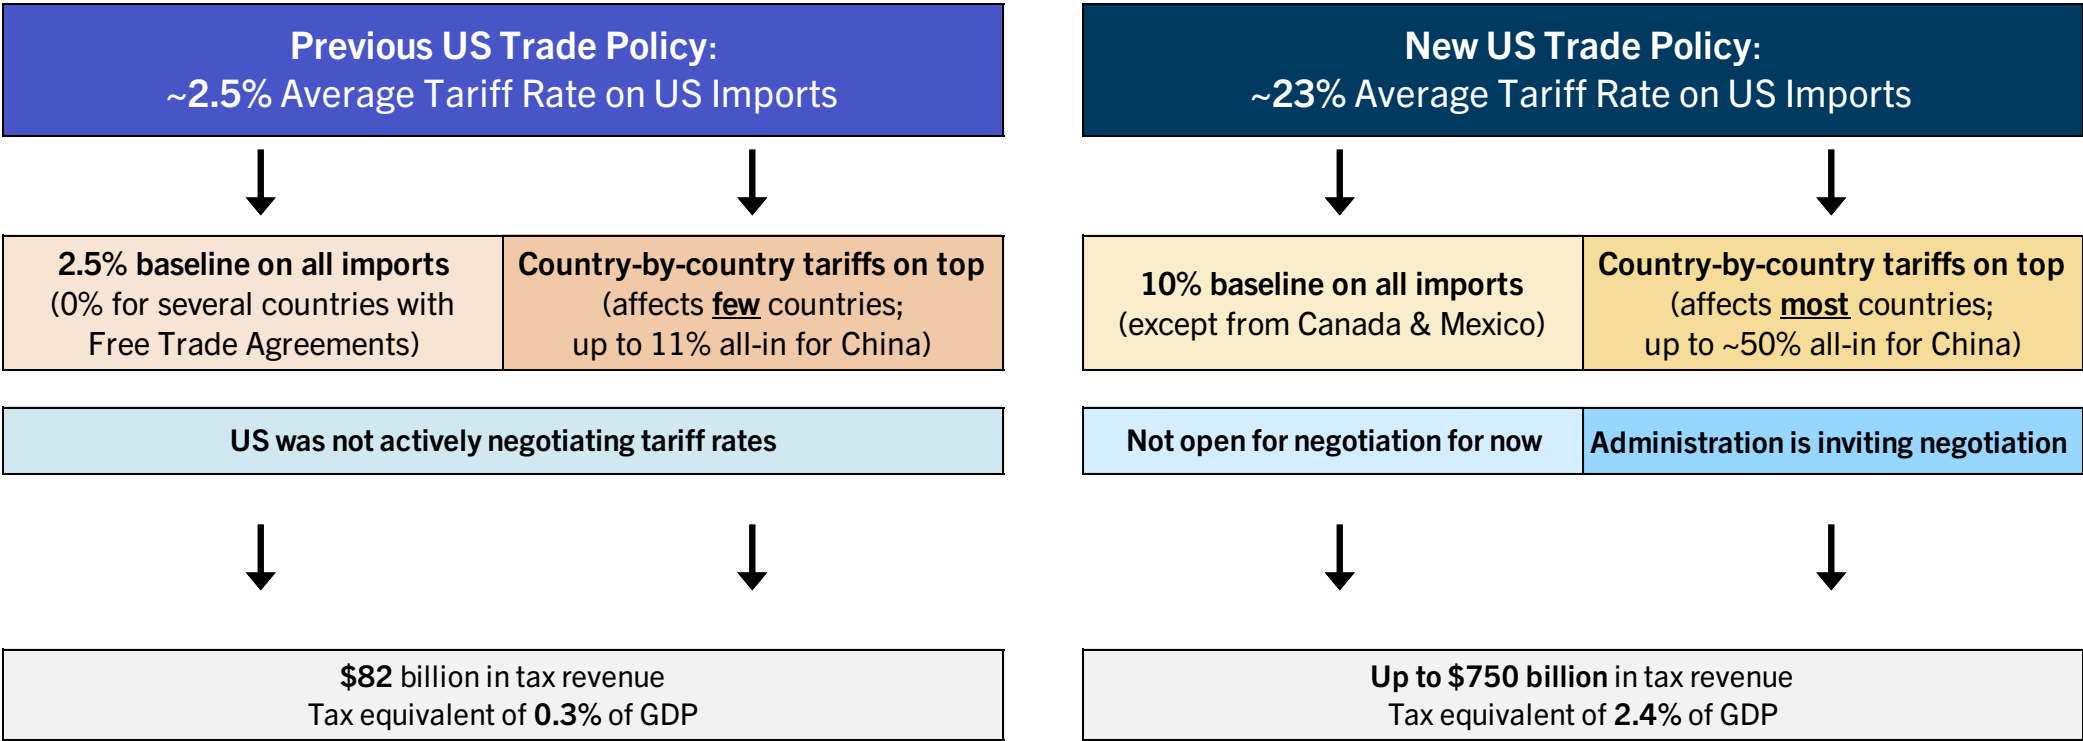 Previous US Trade Policy:
~2.5% Average Tariff Rate on US Imports
2.5% baseline on all imports
(0% for several countries with
Free Trade Agreements)
Country-by-country tariffs on top
(affects few countries;
up to 11% all-in for China)
US was not actively negotiating tariff rates
$82 billion in tax revenue
Tax equivalent of 0.3% of GDP
New US Trade Policy:
~23% Average Tariff Rate on US Imports
10% baseline on all imports
(except from Canada & Mexico)
Country-by-country tariffs on top
(affects most countries;
up to ~50% all-in for China)
Not open for negotiation for now
Administration is inviting negotiation
Up to $750 billion in tax revenue
Tax equivalent of 2.4% of GDP